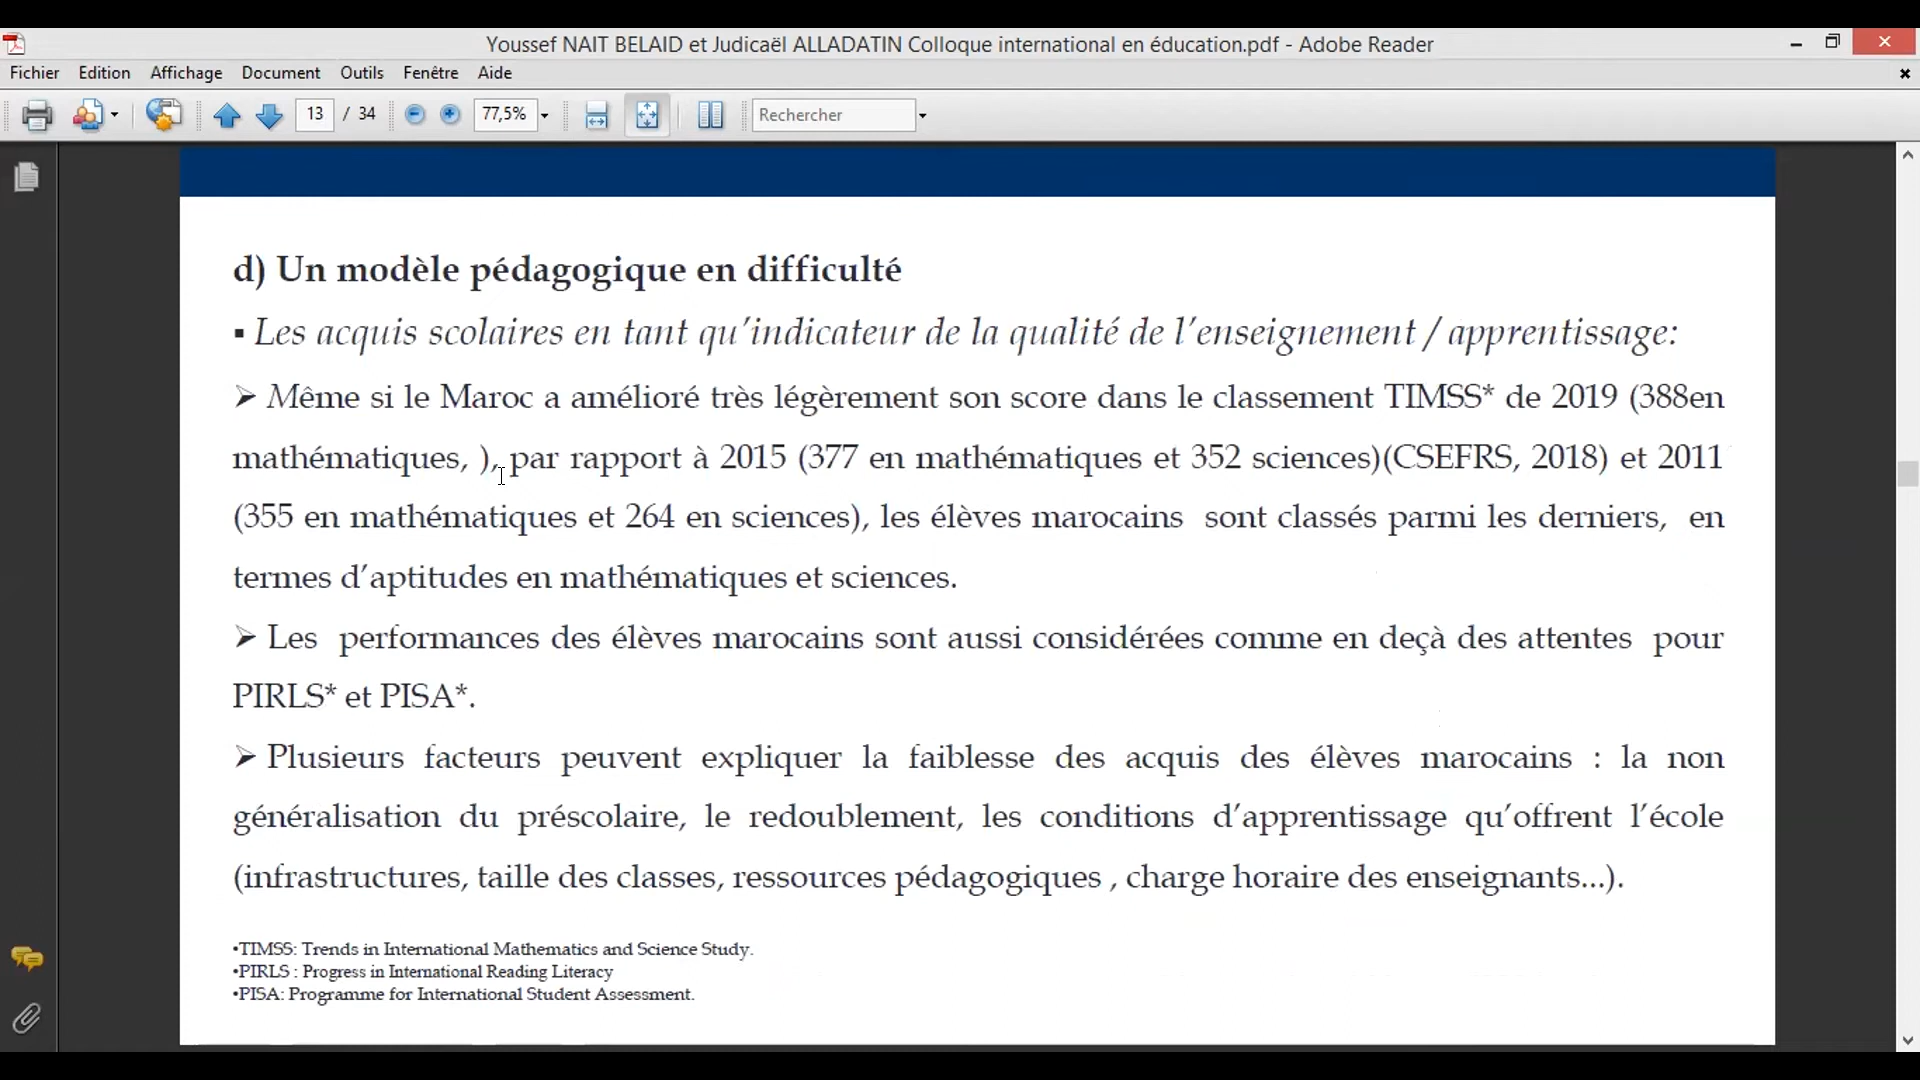 Youssef NAIT BELAID et Judicaël ALLADATIN Colloque international en éducation.pdf - Adobe Reader
Fichier Edition Affichage Document Outils Fenêtre Aide
13 / 34 77,5% Rechercher
d) Un modèle pédagogique en difficulté
▪ Les acquis scolaires en tant qu’indicateur de la qualité de l’enseignement / apprentissage:
➢ Même si le Maroc a amélioré très légèrement son score dans le classement TIMSS* de 2019 (388en
mathématiques, ), par rapport à 2015 (377 en mathématiques et 352 sciences)(CSEFRS, 2018) et 2011
(355 en mathématiques et 264 en sciences), les élèves marocains sont classés parmi les derniers, en
termes d’aptitudes en mathématiques et sciences.
➢ Les performances des élèves marocains sont aussi considérées comme en deçà des attentes pour
PIRLS* et PISA*.
➢ Plusieurs facteurs peuvent expliquer la faiblesse des acquis des élèves marocains : la non
généralisation du préscolaire, le redoublement, les conditions d’apprentissage qu’offrent l’école
(infrastructures, taille des classes, ressources pédagogiques , charge horaire des enseignants...).
•TIMSS: Trends in International Mathematics and Science Study.
•PIRLS : Progress in International Reading Literacy
•PISA: Programme for International Student Assessment.